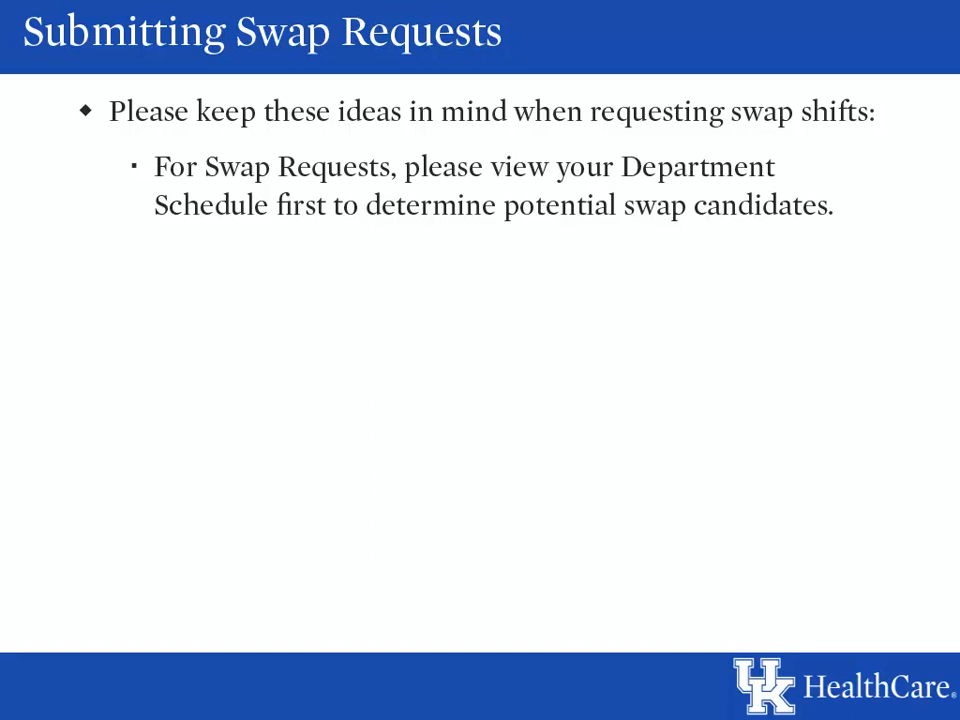 Submitting Swap Requests
◆ Please keep these ideas in mind when requesting swap shifts:
▪ For Swap Requests, please view your Department
Schedule first to determine potential swap candidates.
UK HealthCare®